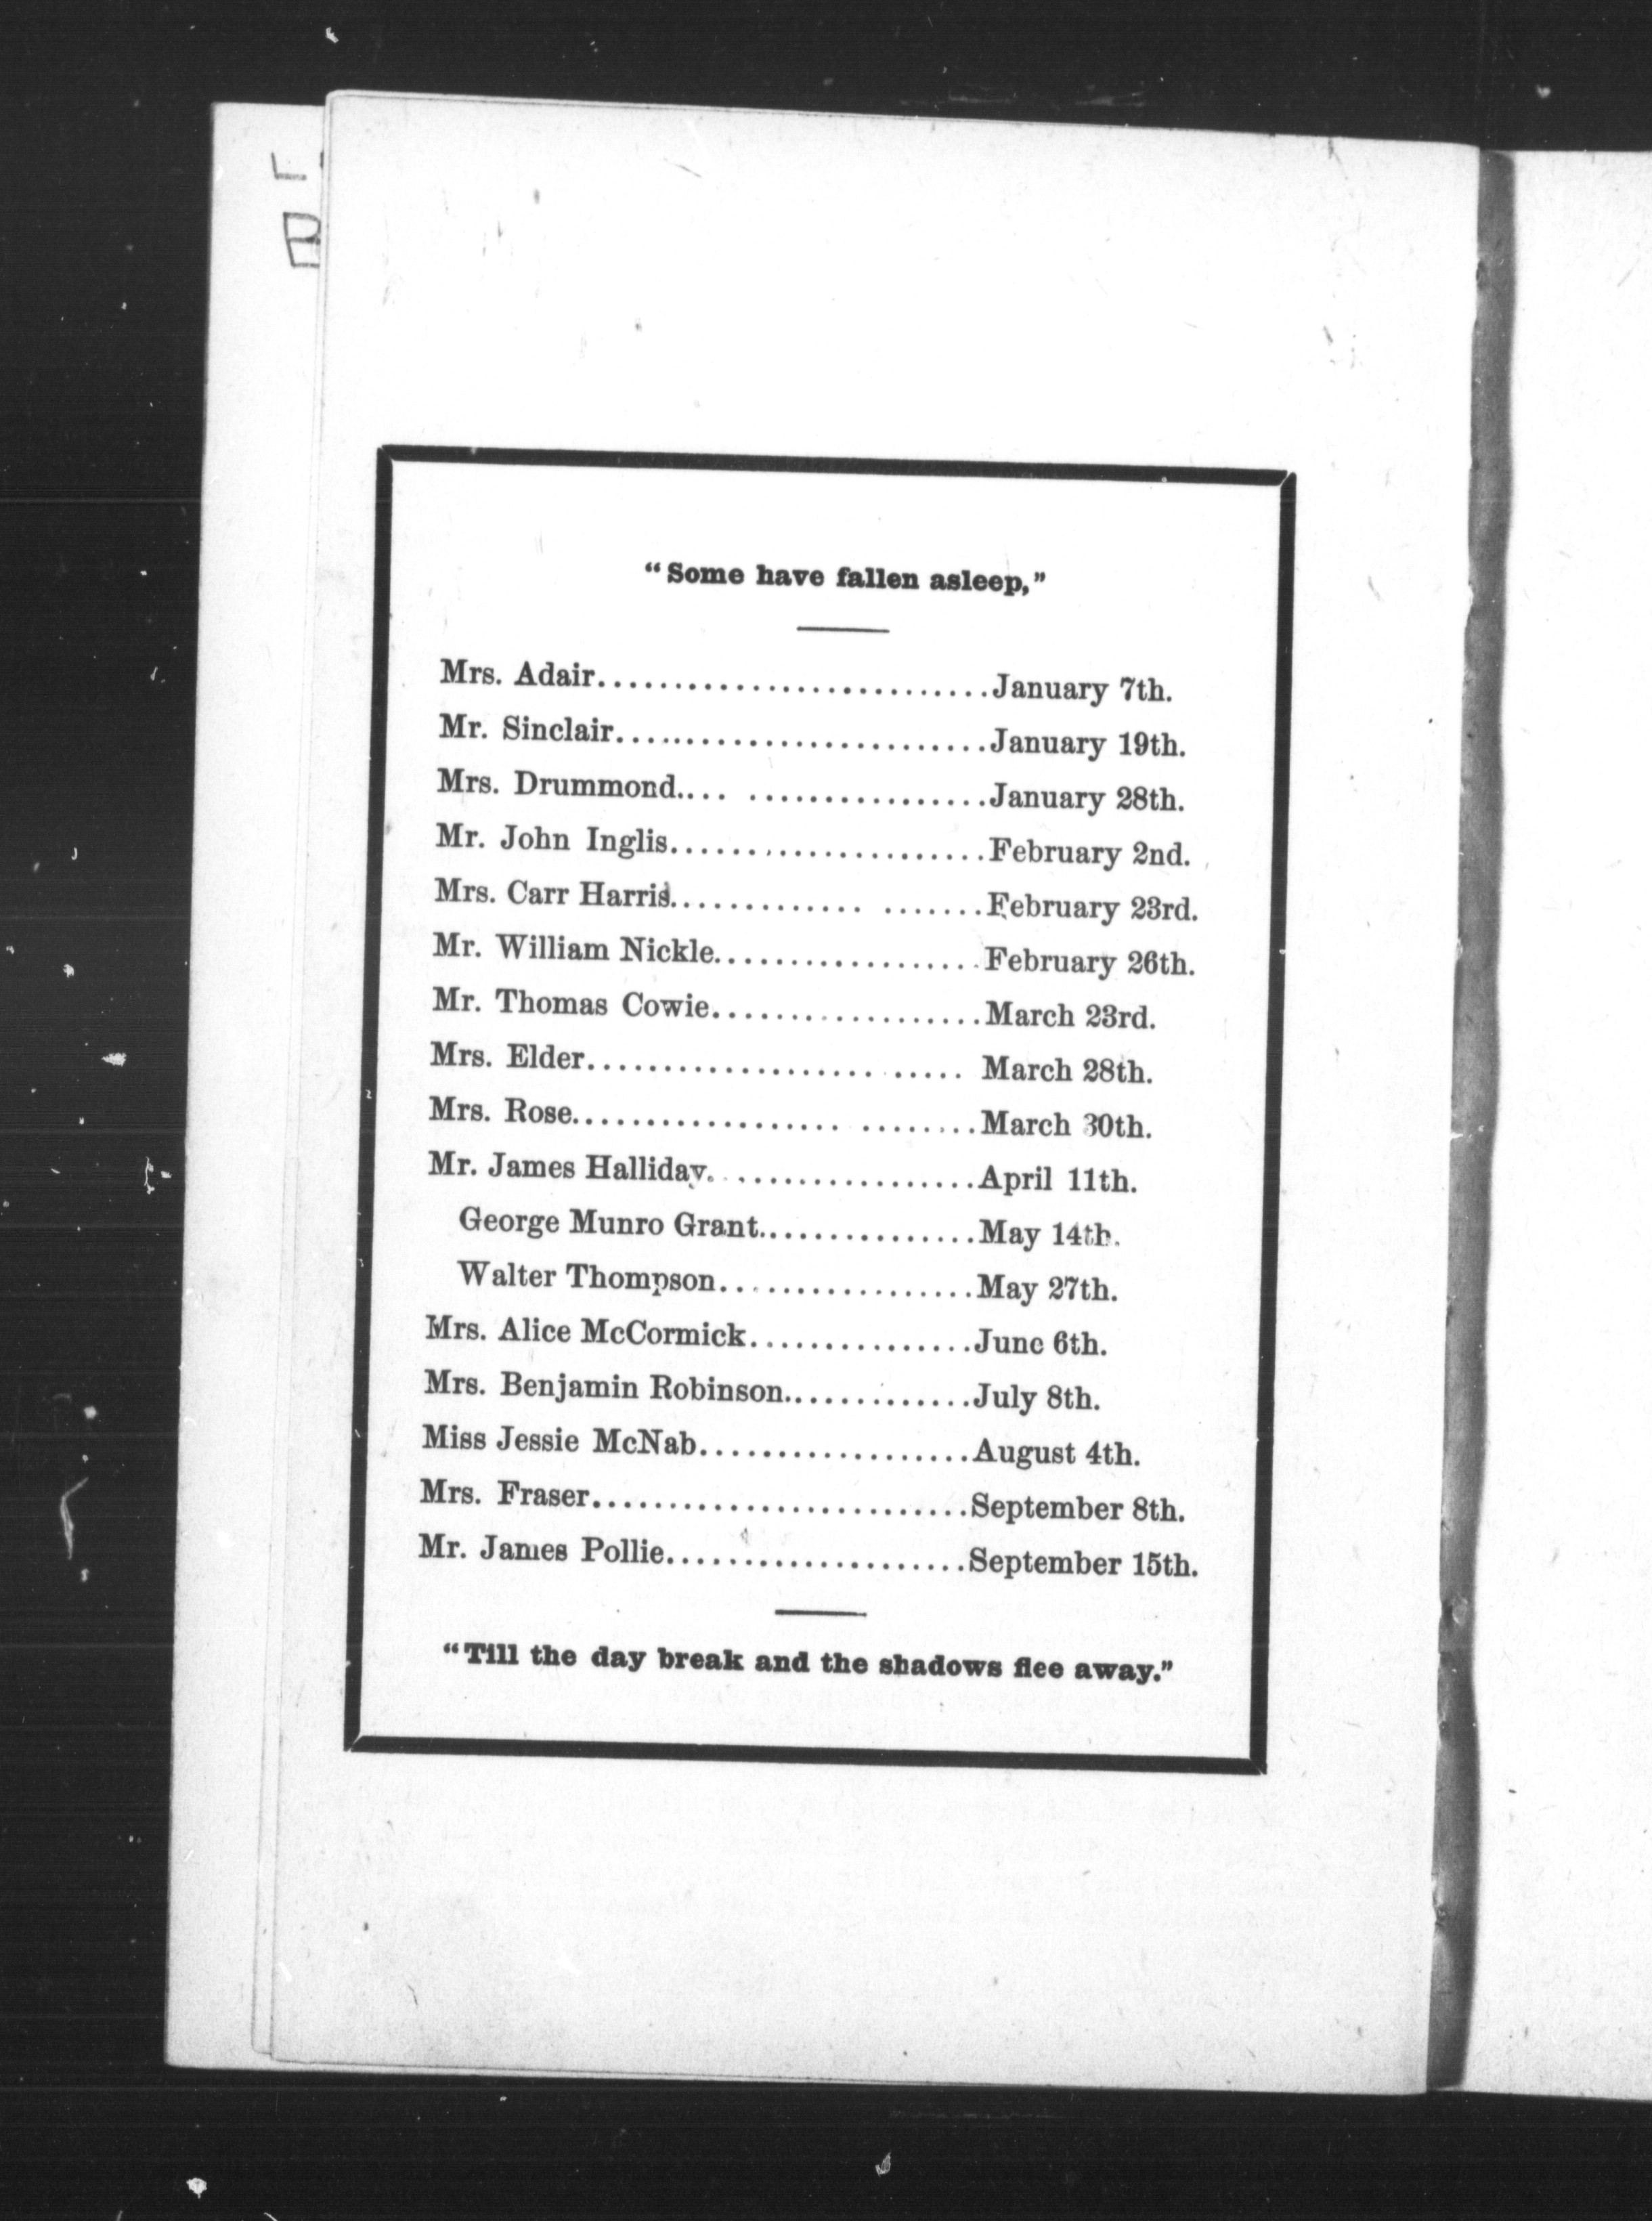 B
"Some have fallen asleep,"
Mrs. Adair..........................January 7th.
Mr. Sinclair........................January 19th.
Mrs. Drummond.... ................January 28th.
Mr. John Inglis.....................February 2nd.
Mrs. Carr Harris............. .......February 23rd.
Mr. William Nickle..................February 26th.
Mr. Thomas Cowie..................March 23rd.
Mrs. Elder................... ..... March 28th.
Mrs. Rose.................. ........March 30th.
Mr. James Halliday..................April 11th.
George Munro Grant...............May 14th.
Walter Thompson.................May 27th.
Mrs. Alice McCormick...............June 6th.
Mrs. Benjamin Robinson.............July 8th.
Miss Jessie McNab..................August 4th.
Mrs. Fraser.........................September 8th.
Mr. James Pollie....................September 15th.
"Till the day break and the shadows flee away."